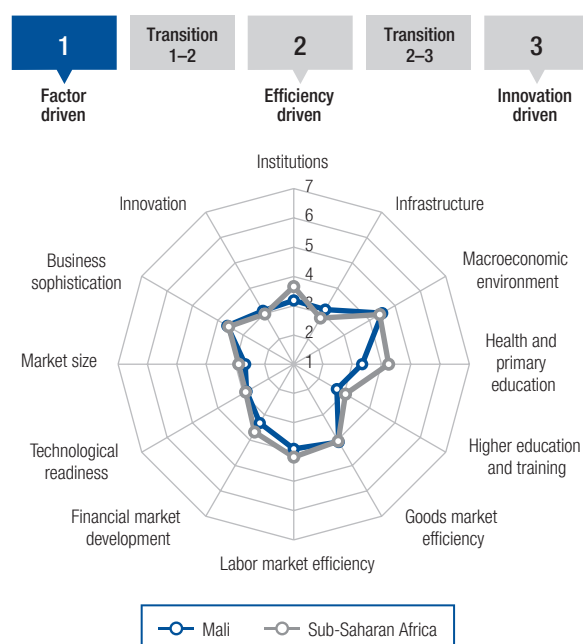 1
Transition
1–2
2
Transition
2–3
3
Factor
driven
Efficiency
driven
Innovation
driven
Institutions
7
6
5
4
3
2
1
Infrastructure
Macroeconomic
environment
Health and
primary
education
Higher education
and training
Goods market
efficiency
Labor market efficiency
Financial market
development
Technological
readiness
Market size
Business
sophistication
Innovation
Mali
Sub-Saharan Africa